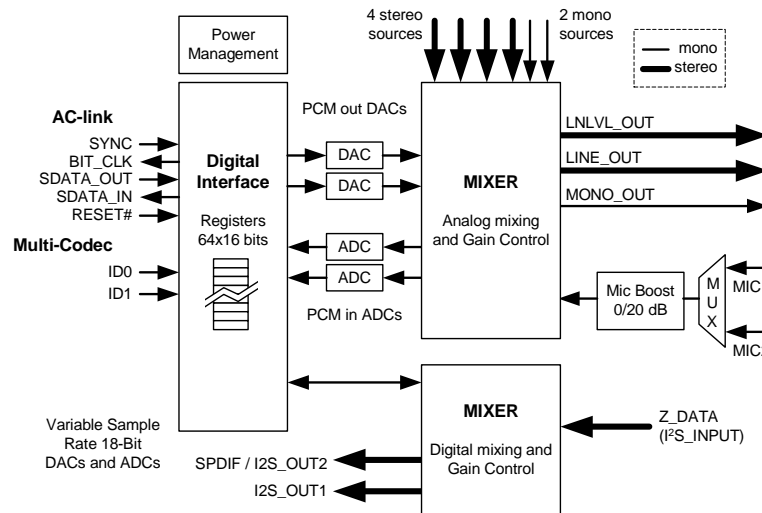 Power
Management
4 stereo
sources
2 mono
sources
mono
stereo
AC-link
SYNC
BIT_CLK
SDATA_OUT
SDATA_IN
RESET#
Multi-Codec
ID0
ID1
Digital
Interface
Registers
64x16 bits
PCM out DACs
DAC
DAC
ADC
ADC
PCM in ADCs
MIXER
Analog mixing
and Gain Control
LNLVL_OUT
LINE_OUT
MONO_OUT
Mic Boost
0/20 dB
MUX
MIC1
MIC2
Variable Sample
Rate 18-Bit
DACs and ADCs
MIXER
Digital mixing and
Gain Control
Z_DATA
(I²S_INPUT)
SPDIF / I2S_OUT2
I2S_OUT1